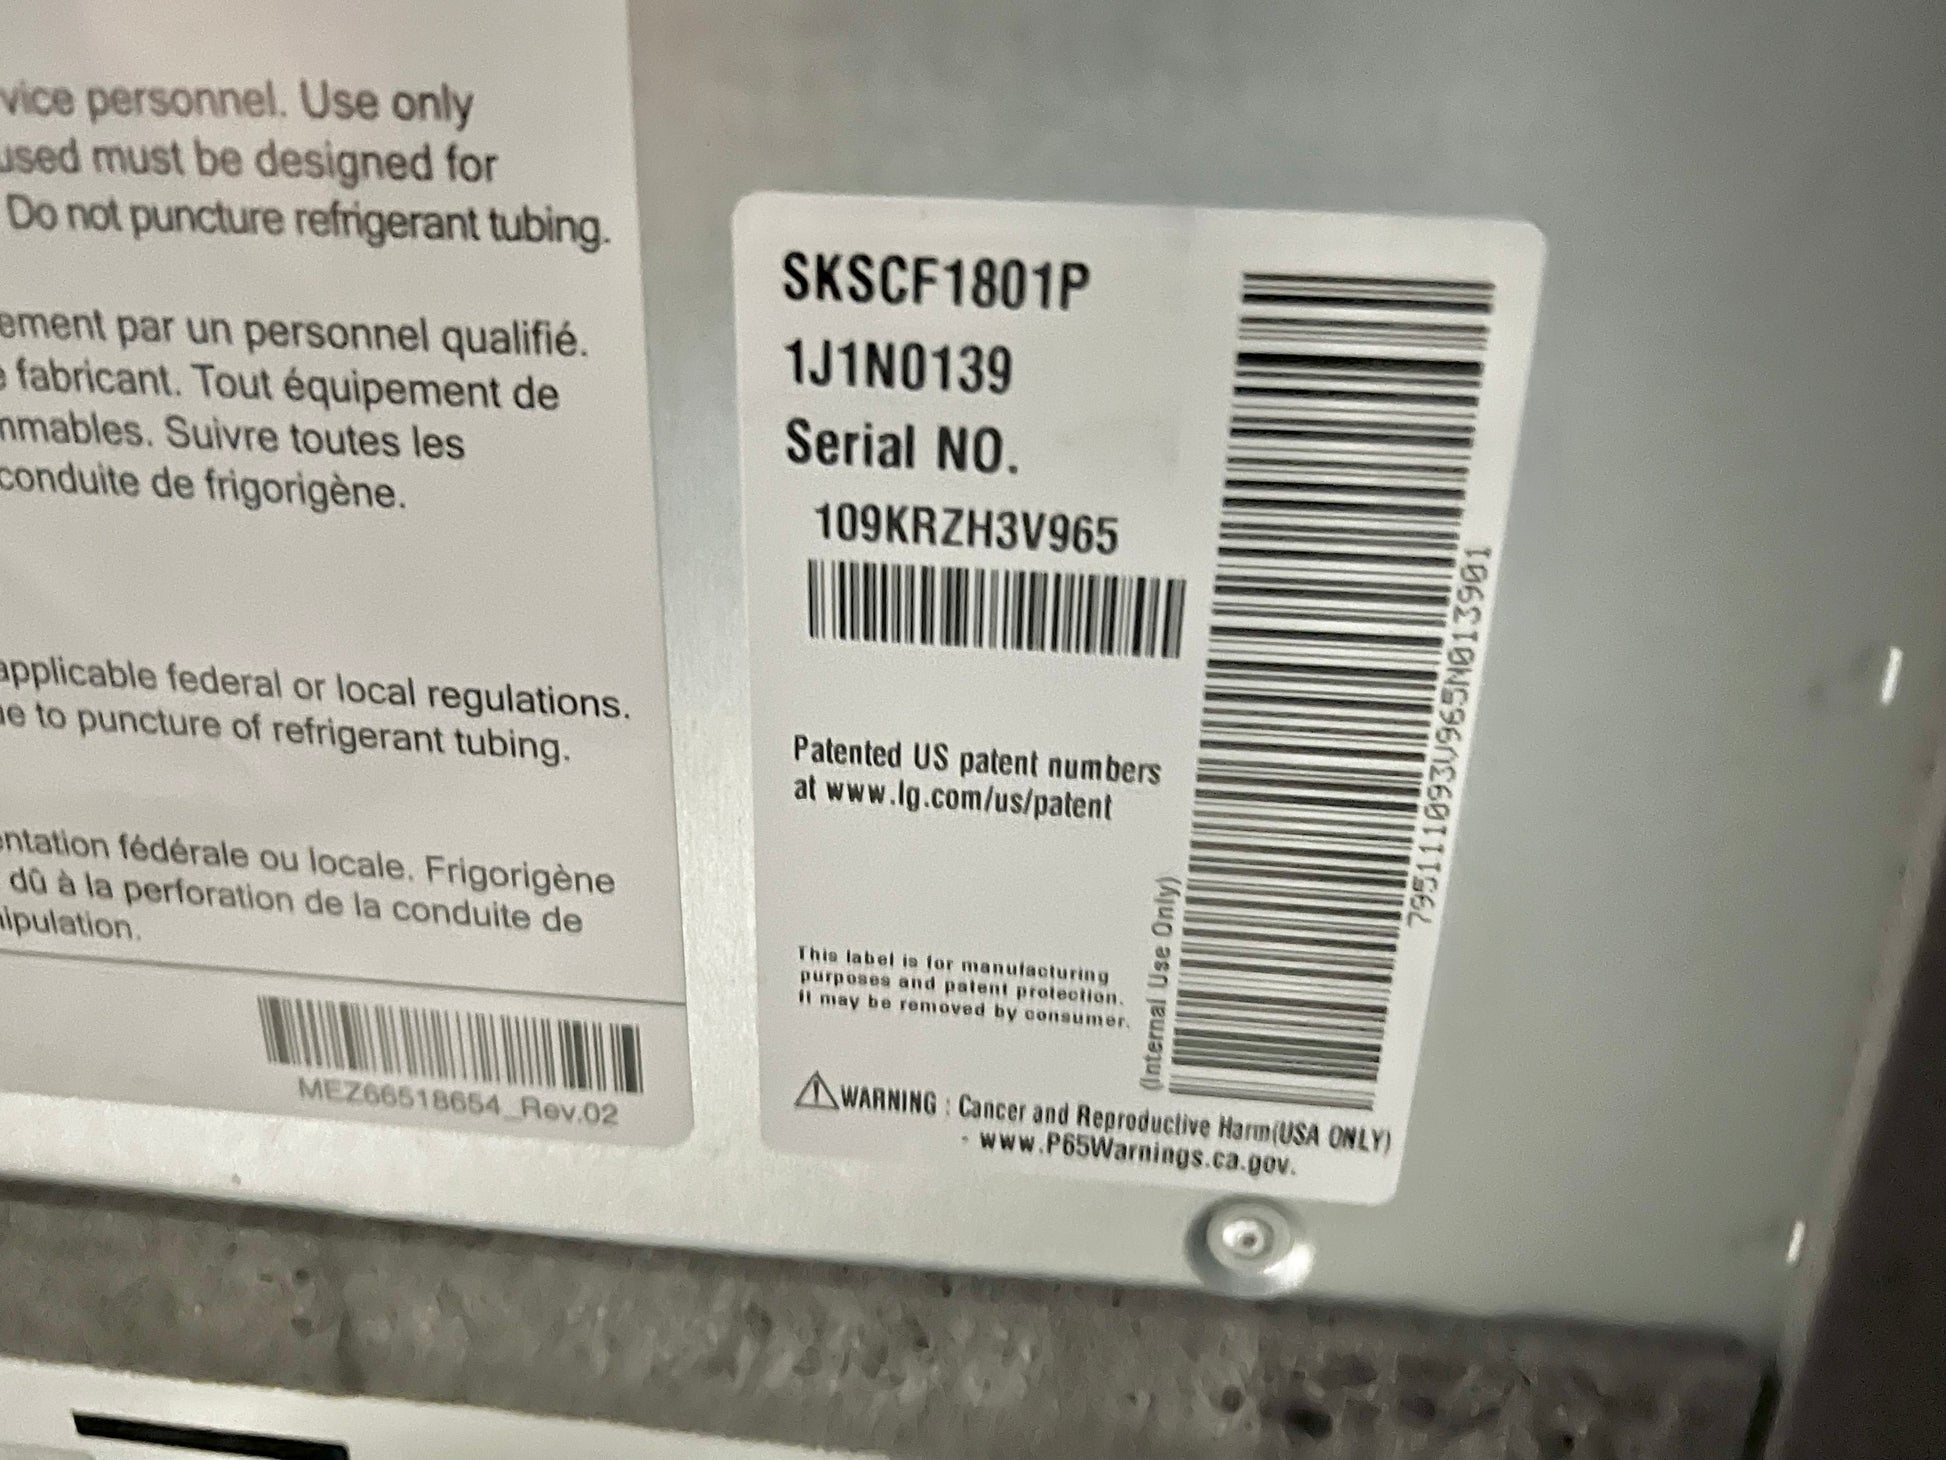 vice personnel. Use only
used must be designed for
Do not puncture refrigerant tubing.
ement par un personnel qualifié.
fabricant. Tout équipement de
mmables. Suivre toutes les
conduite de frigorigène.
applicable federal or local regulations.
ue to puncture of refrigerant tubing.
entation fédérale ou locale. Frigorigène
dû à la perforation de la conduite de
nipulation.
MEZ66518654_Rev.02
SKSCF1801P
1J1N0139
Serial NO.
109KRZH3V965
Patented US patent numbers
at www.lg.com/us/patent
This label is for manufacturing
purposes and patent protection.
It may be removed by consumer.
(Internal Use Only)
795111093V965N013901
WARNING : Cancer and Reproductive Harm(USA ONLY)
- www.P65Warnings.ca.gov.